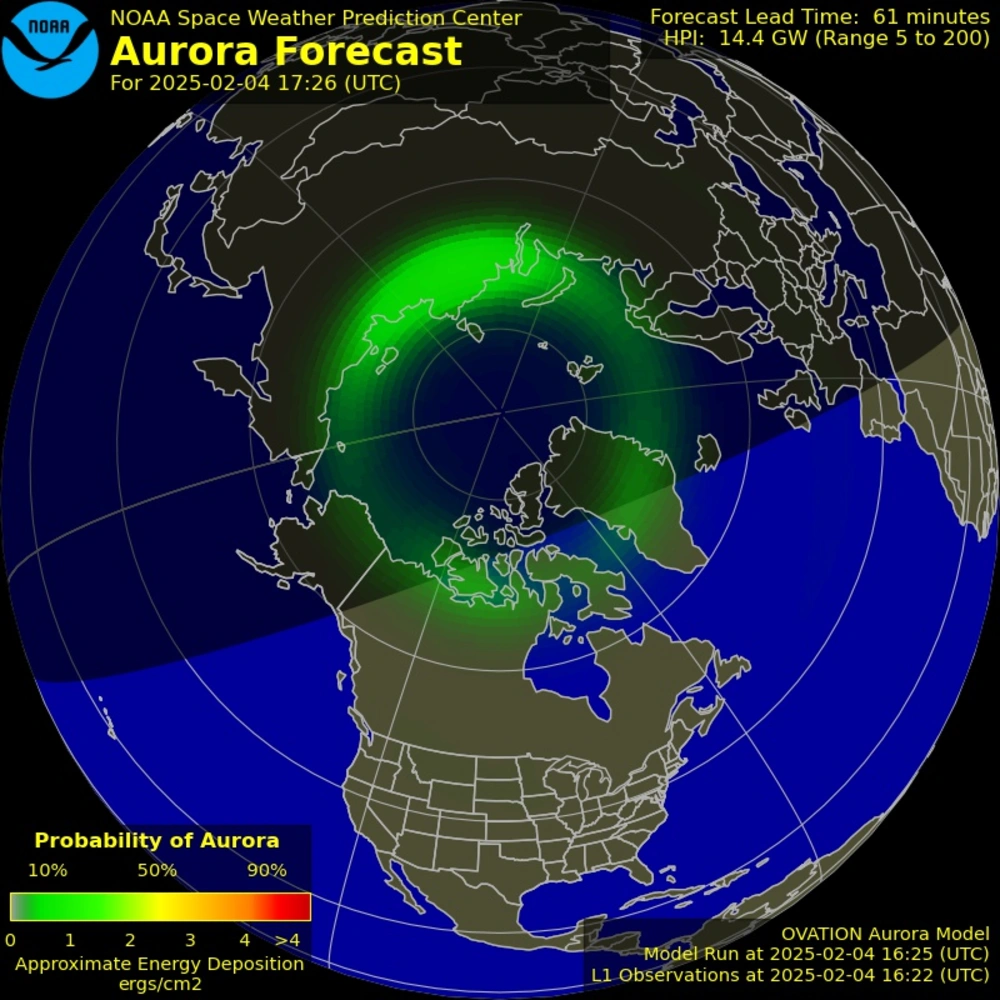 NOAA
NOAA Space Weather Prediction Center
Aurora Forecast
For 2025-02-04 17:26 (UTC)
Forecast Lead Time: 61 minutes
HPI: 14.4 GW (Range 5 to 200)
Probability of Aurora
10% 50% 90%
0 1 2 3 4 >4
Approximate Energy Deposition
ergs/cm2
OVATION Aurora Model
Model Run at 2025-02-04 16:25 (UTC)
L1 Observations at 2025-02-04 16:22 (UTC)